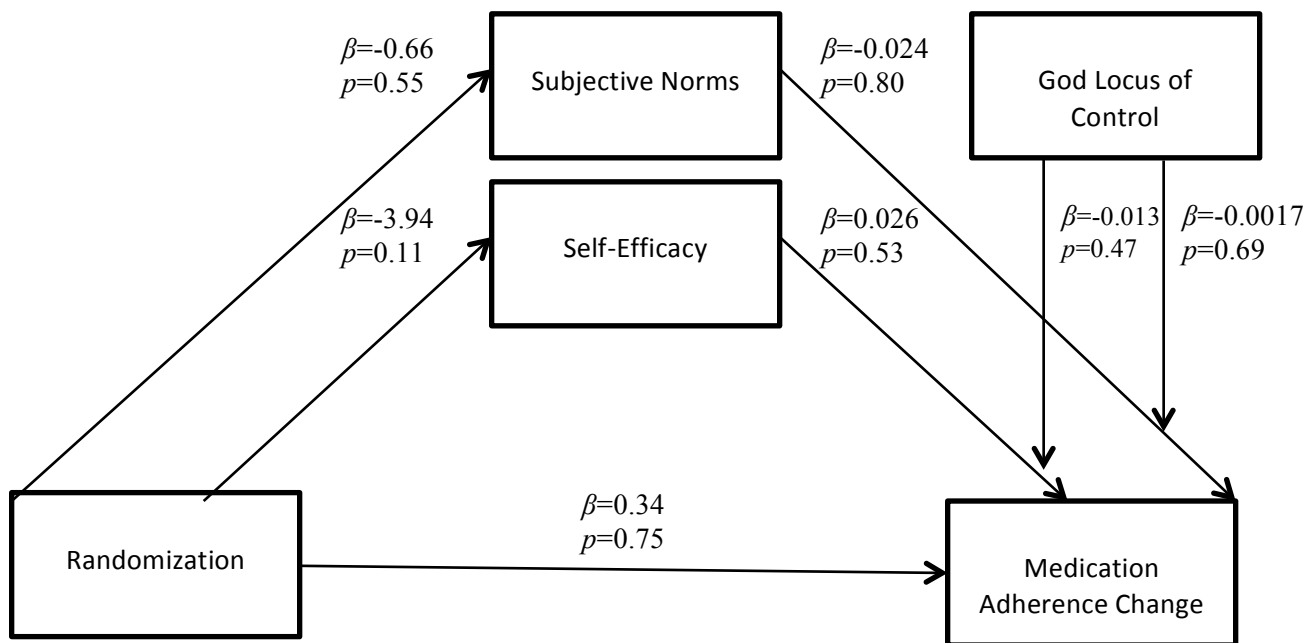 β=-0.66
p=0.55
Subjective Norms
β=-0.024
p=0.80
God Locus of
Control
β=-3.94
p=0.11
Self-Efficacy
β=0.026
p=0.53
β=-0.013
p=0.47
β=-0.0017
p=0.69
Randomization
β=0.34
p=0.75
Medication
Adherence Change